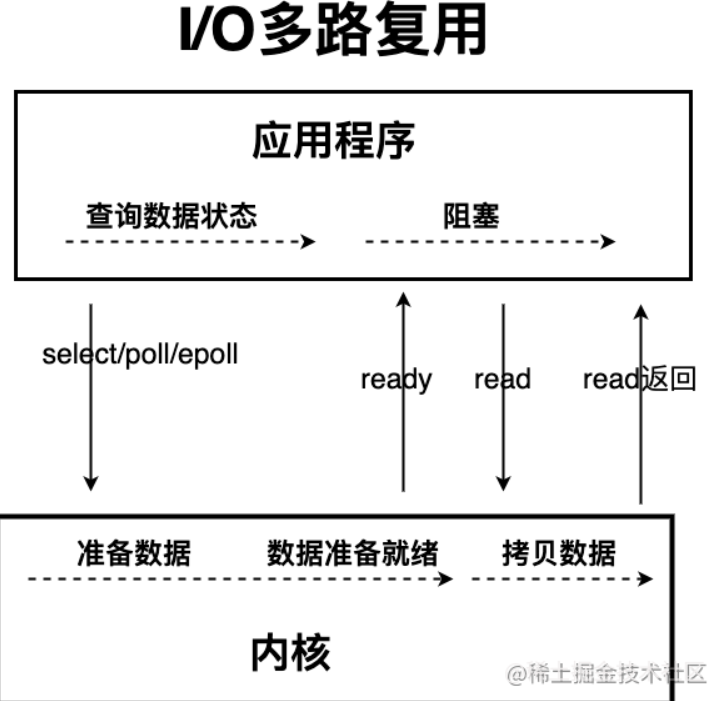 I/O多路复用
应用程序
查询数据状态
阻塞
select/poll/epoll
ready
read
read返回
准备数据
数据准备就绪
拷贝数据
内核
@稀土掘金技术社区